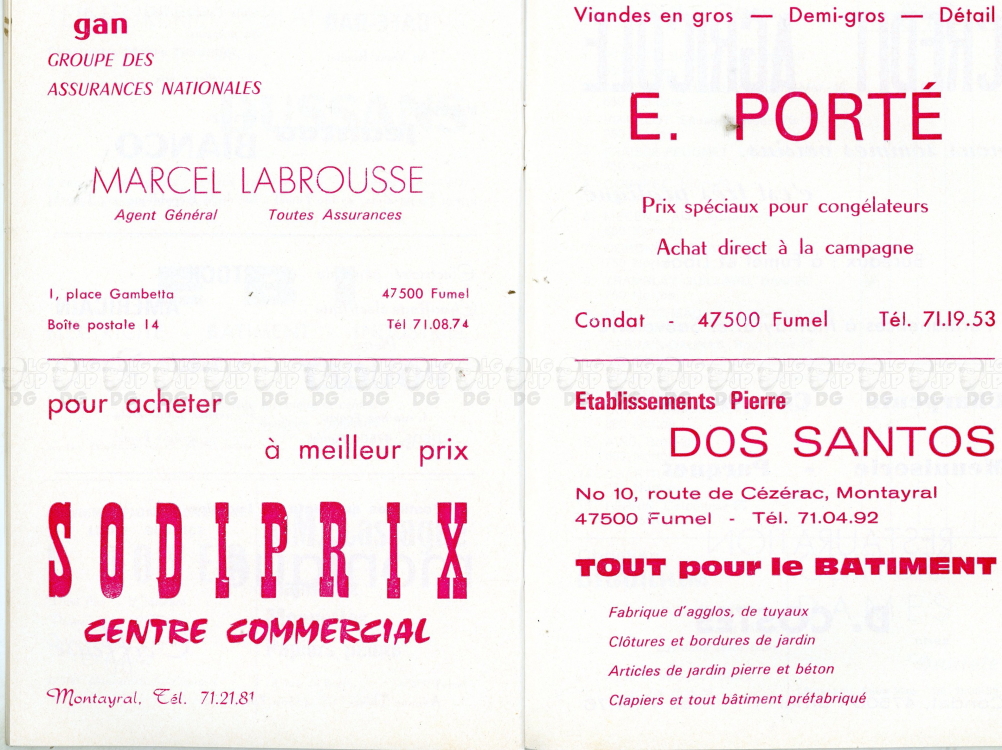 gan
GROUPE DES
ASSURANCES NATIONALES
MARCEL LABROUSSE
Agent Général Toutes Assurances
1, place Gambetta 47500 Fumel
Boîte postale 14 Tél 71.08.74
pour acheter
à meilleur prix
SODIPRIX
CENTRE COMMERCIAL
Montayral, Tél. 71.21.81
Viandes en gros — Demi-gros — Détail
E. PORTÉ
Prix spéciaux pour congélateurs
Achat direct à la campagne
Condat - 47500 Fumel Tél. 71.19.53
Etablissements Pierre
DOS SANTOS
No 10, route de Cézérac, Montayral
47500 Fumel - Tél. 71.04.92
TOUT pour le BATIMENT
Fabrique d'agglos, de tuyaux
Clôtures et bordures de jardin
Articles de jardin pierre et béton
Clapiers et tout bâtiment préfabriqué